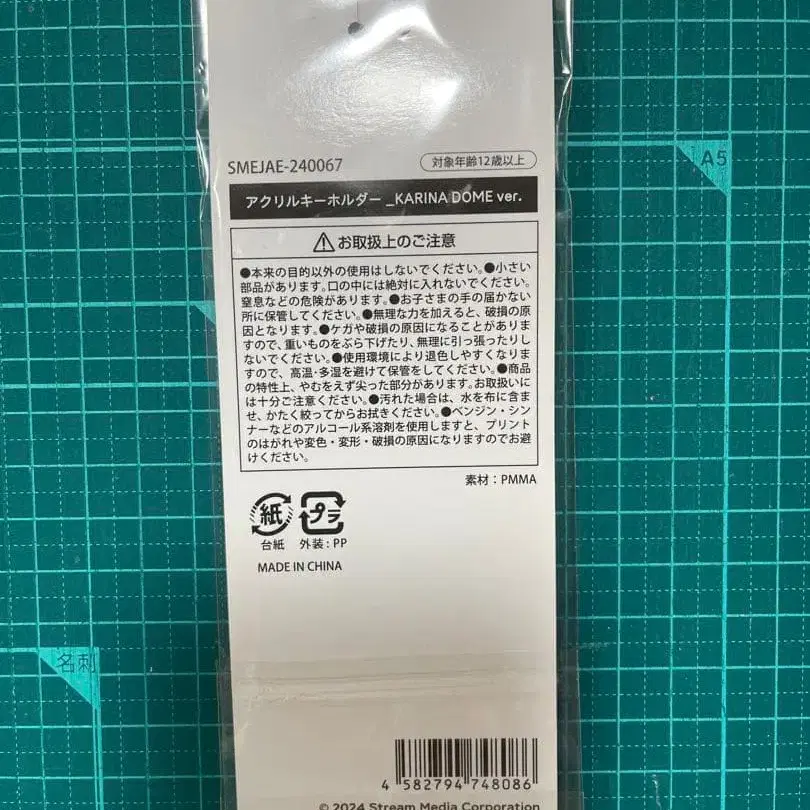 SMEJAE-240067
対象年齢12歳以上
アクリルキーホルダー _KARINA DOME ver.
お取扱上のご注意
●本来の目的以外の使用はしないでください。●小さい
部品があります。口の中には絶対に入れないでください。
窒息などの危険があります。●お子さまの手の届かない
所に保管してください。●無理な力を加えると、破損の原
因となります。●ケガや破損の原因になることがありま
すので、重いものをぶら下げたり、無理に引っ張ったりし
ないでください。●使用環境により退色しやすくなりま
すので、高温・多湿を避けて保管をしてください。●商品
の特性上、やむをえず尖った部分があります。お取扱いに
は十分ご注意ください。●汚れた場合は、水を布に含ま
せ、かたく絞ってからお拭きください。●ベンジン・シン
ナーなどのアルコール系溶剤を使用しますと、プリント
のはがれや変色・変形・破損の原因になりますのでお避
けください。
素材：PMMA
紙 プラ
台紙 外装：PP
MADE IN CHINA
4 582794 748086
© 2024 Stream Media Corporation
A5
名刺